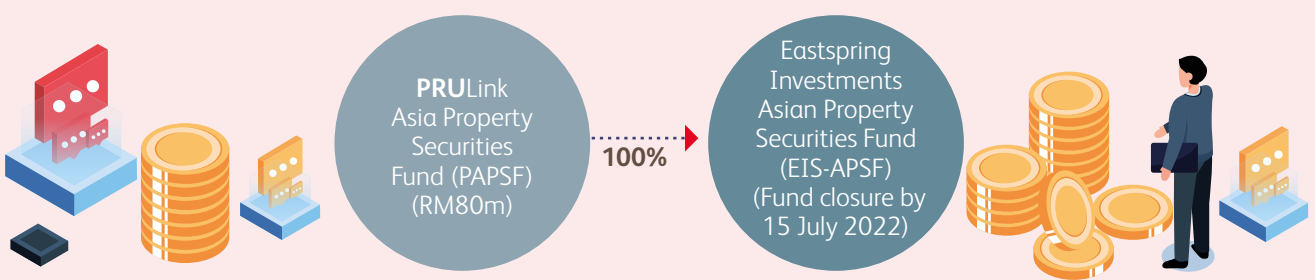 PRULink
Asia Property
Securities
Fund (PAPSF)
(RM80m)
100%
Eastspring
Investments
Asian Property
Securities Fund
(EIS-APSF)
(Fund closure by
15 July 2022)